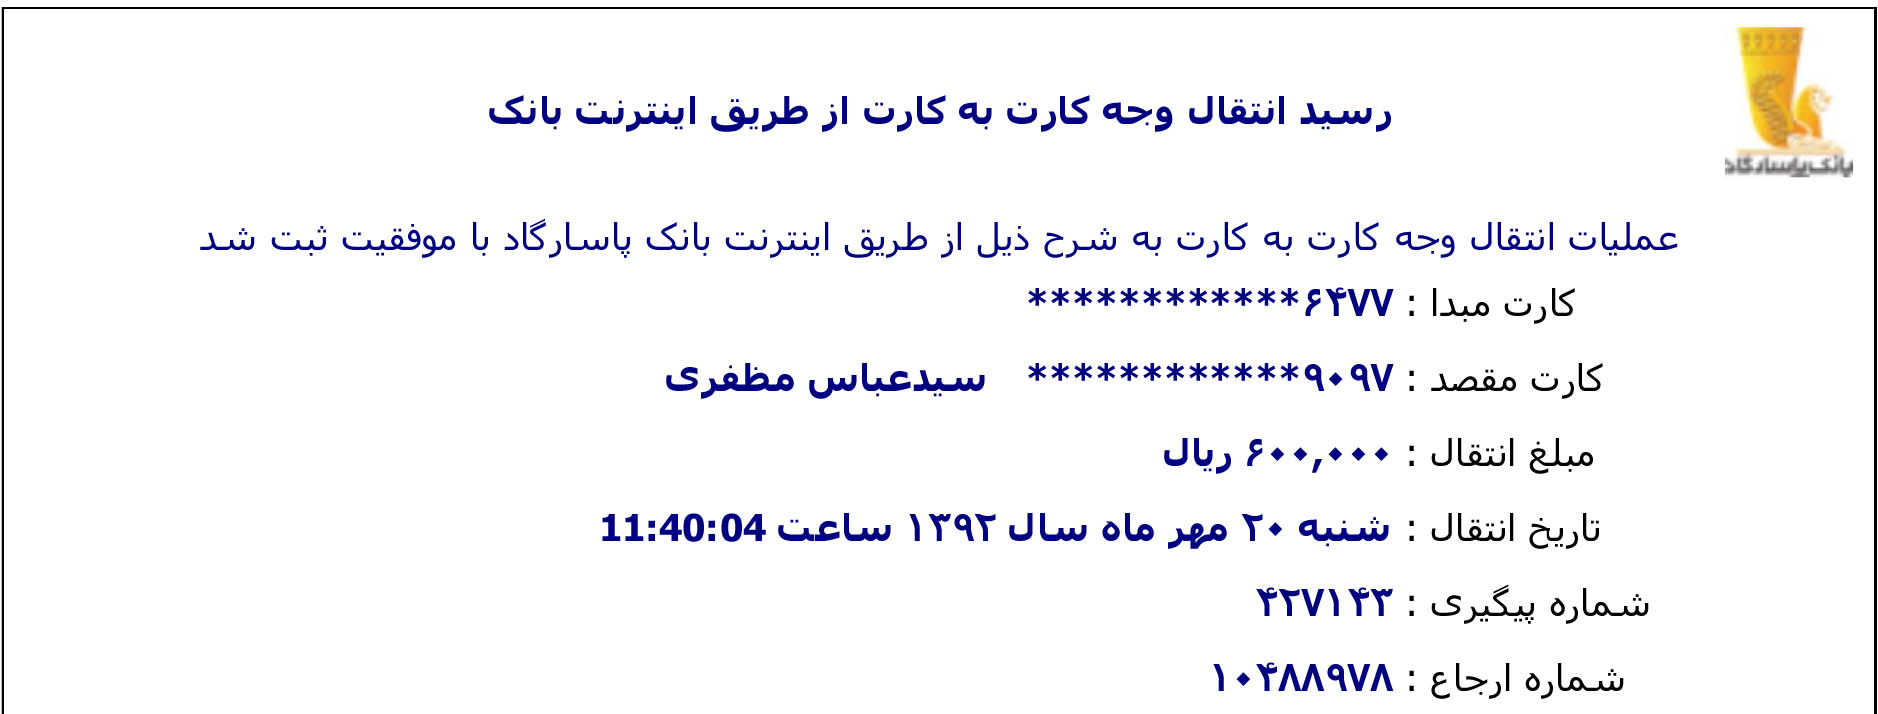 بانک پاسارگاد
رسید انتقال وجه کارت به کارت از طریق اینترنت بانک
عملیات انتقال وجه کارت به کارت به شرح ذیل از طریق اینترنت بانک پاسارگاد با موفقیت ثبت شد
کارت مبدا : ************۶۴۷۷
کارت مقصد : ************۹۰۹۷ سیدعباس مظفری
مبلغ انتقال : ۶۰۰,۰۰۰ ریال
تاریخ انتقال : شنبه ۲۰ مهر ماه سال ۱۳۹۲ ساعت 11:40:04
شماره پیگیری : ۴۲۷۱۴۳
شماره ارجاع : ۱۰۴۸۸۹۷۸